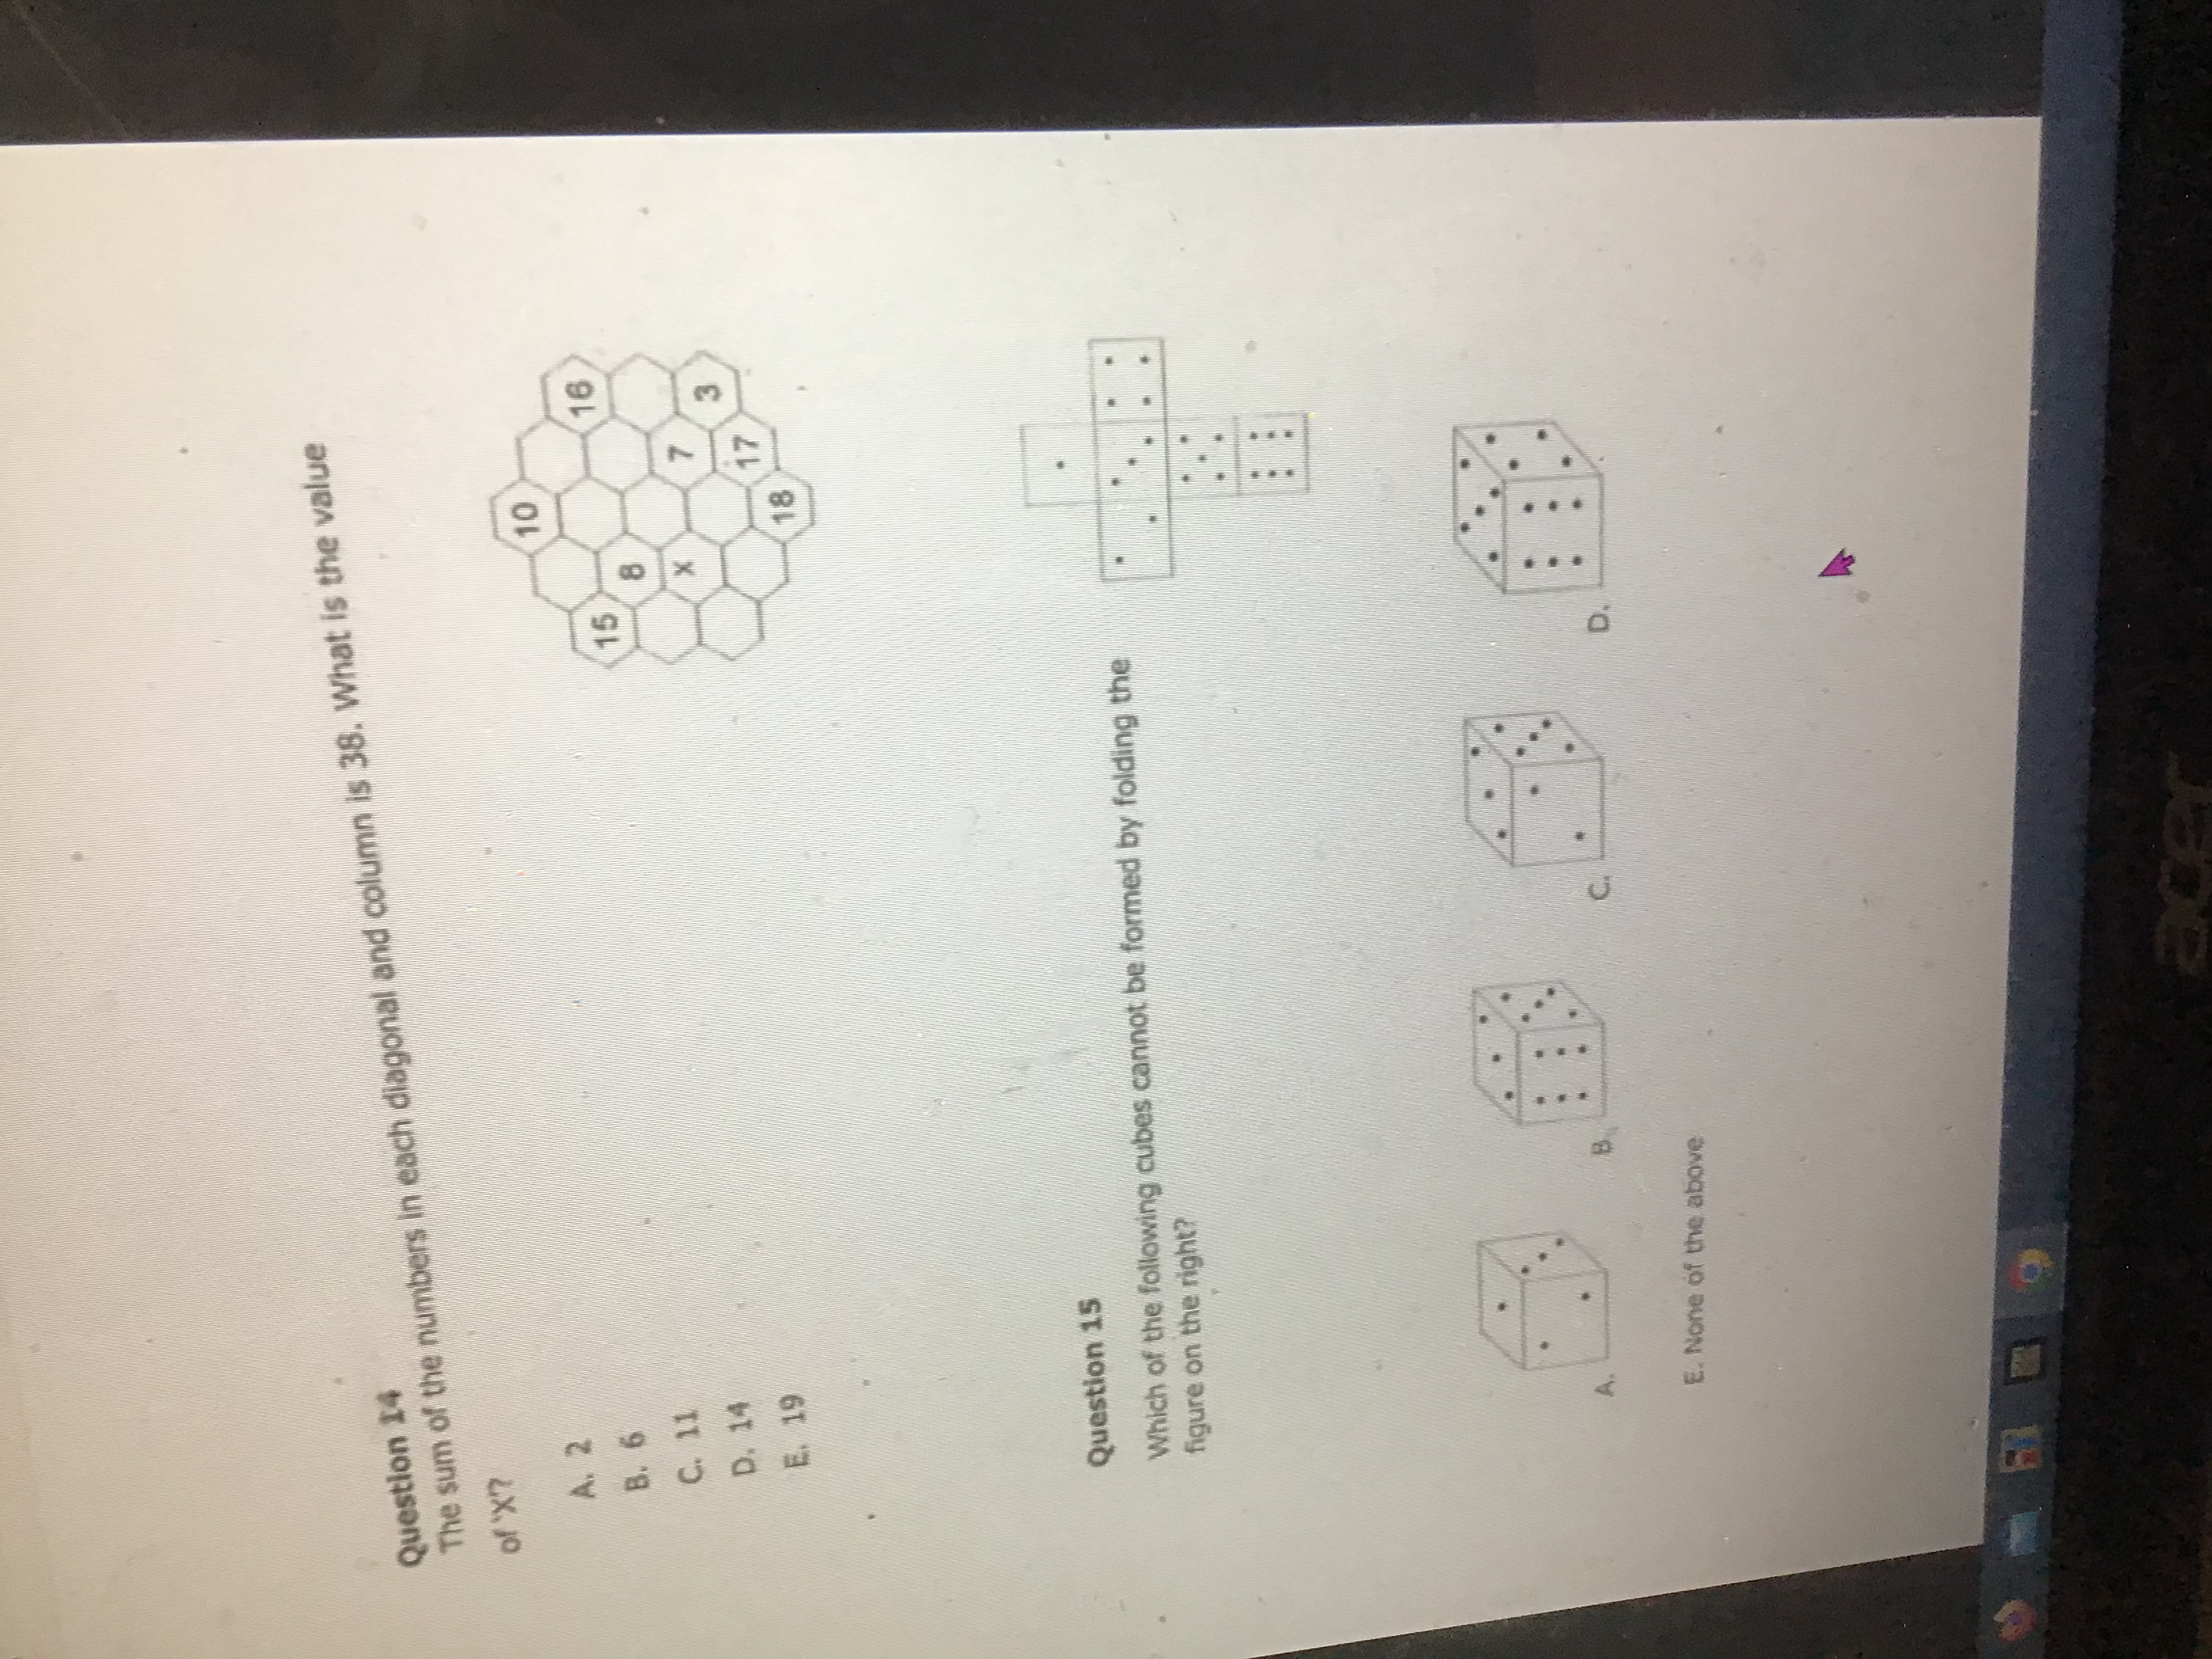 Question 14
The sum of the numbers in each diagonal and column is 38. What is the value
of 'X'?
A. 2
B. 6
C. 11
D. 14
E. 19
10
16
15
8
X
7
3
17
18
Question 15
Which of the following cubes cannot be formed by folding the
figure on the right?
A.
B.
C.
D.
E. None of the above
acer